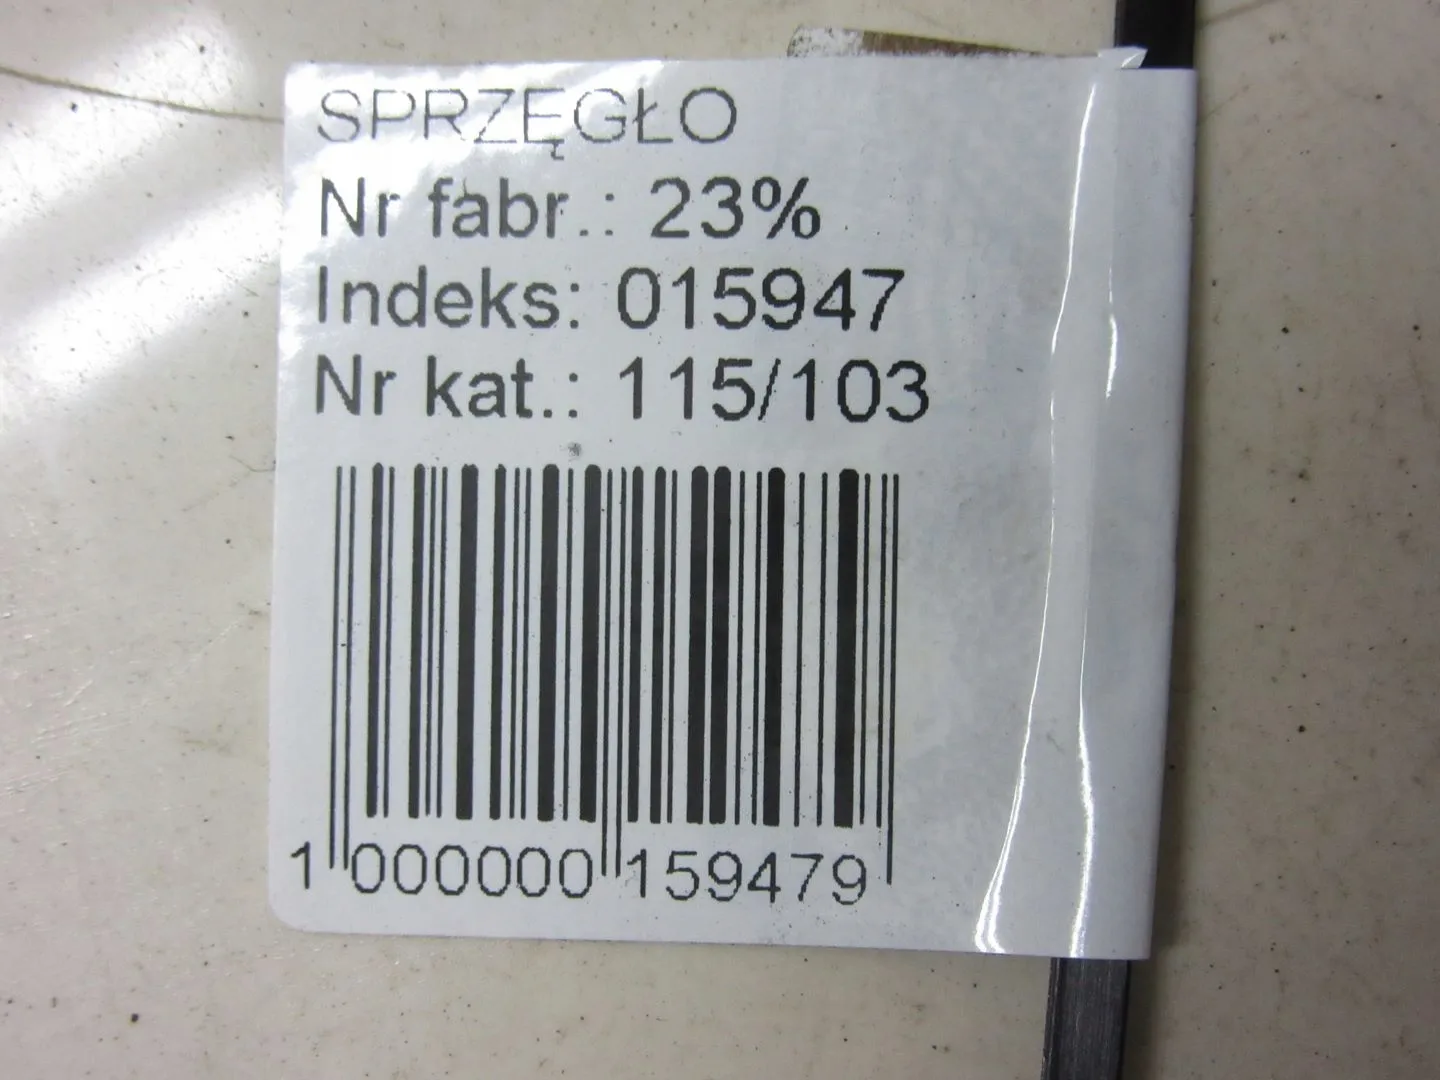 SPRZĘGŁO
Nr fabr.: 23%
Indeks: 015947
Nr kat.: 115/103
1 000000 159479